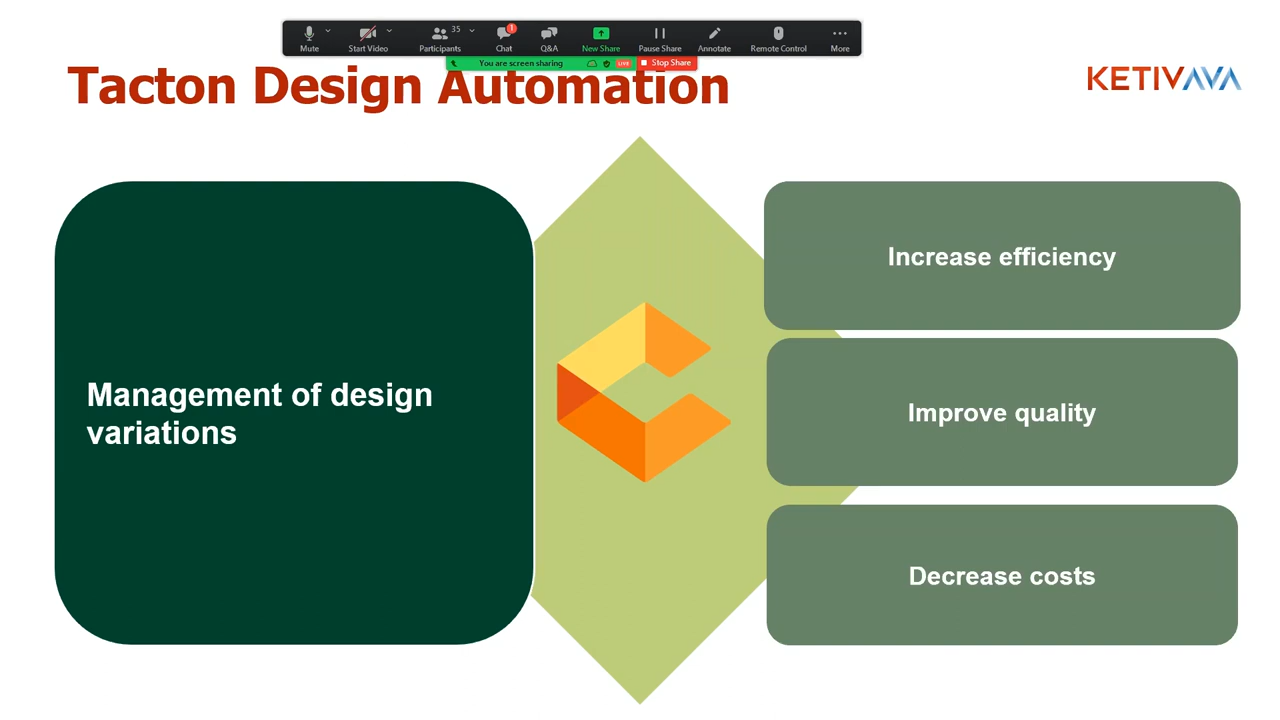 35
1
Mute
Start Video
Participants
Chat
Q&A
New Share
Pause Share
Annotate
Remote Control
More
You are screen sharing
LIVE
Stop Share
Tacton Design Automation
KETIVAVA
Management of design
variations
Increase efficiency
Improve quality
Decrease costs